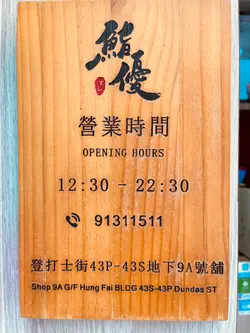 鮨優
すし
營業時間
OPENING HOURS
12:30 - 22:30
91311511
登打士街43P-43S地下9A號舖
Shop 9A G/F Hung Fai BLDG 43S-43P Dundas ST